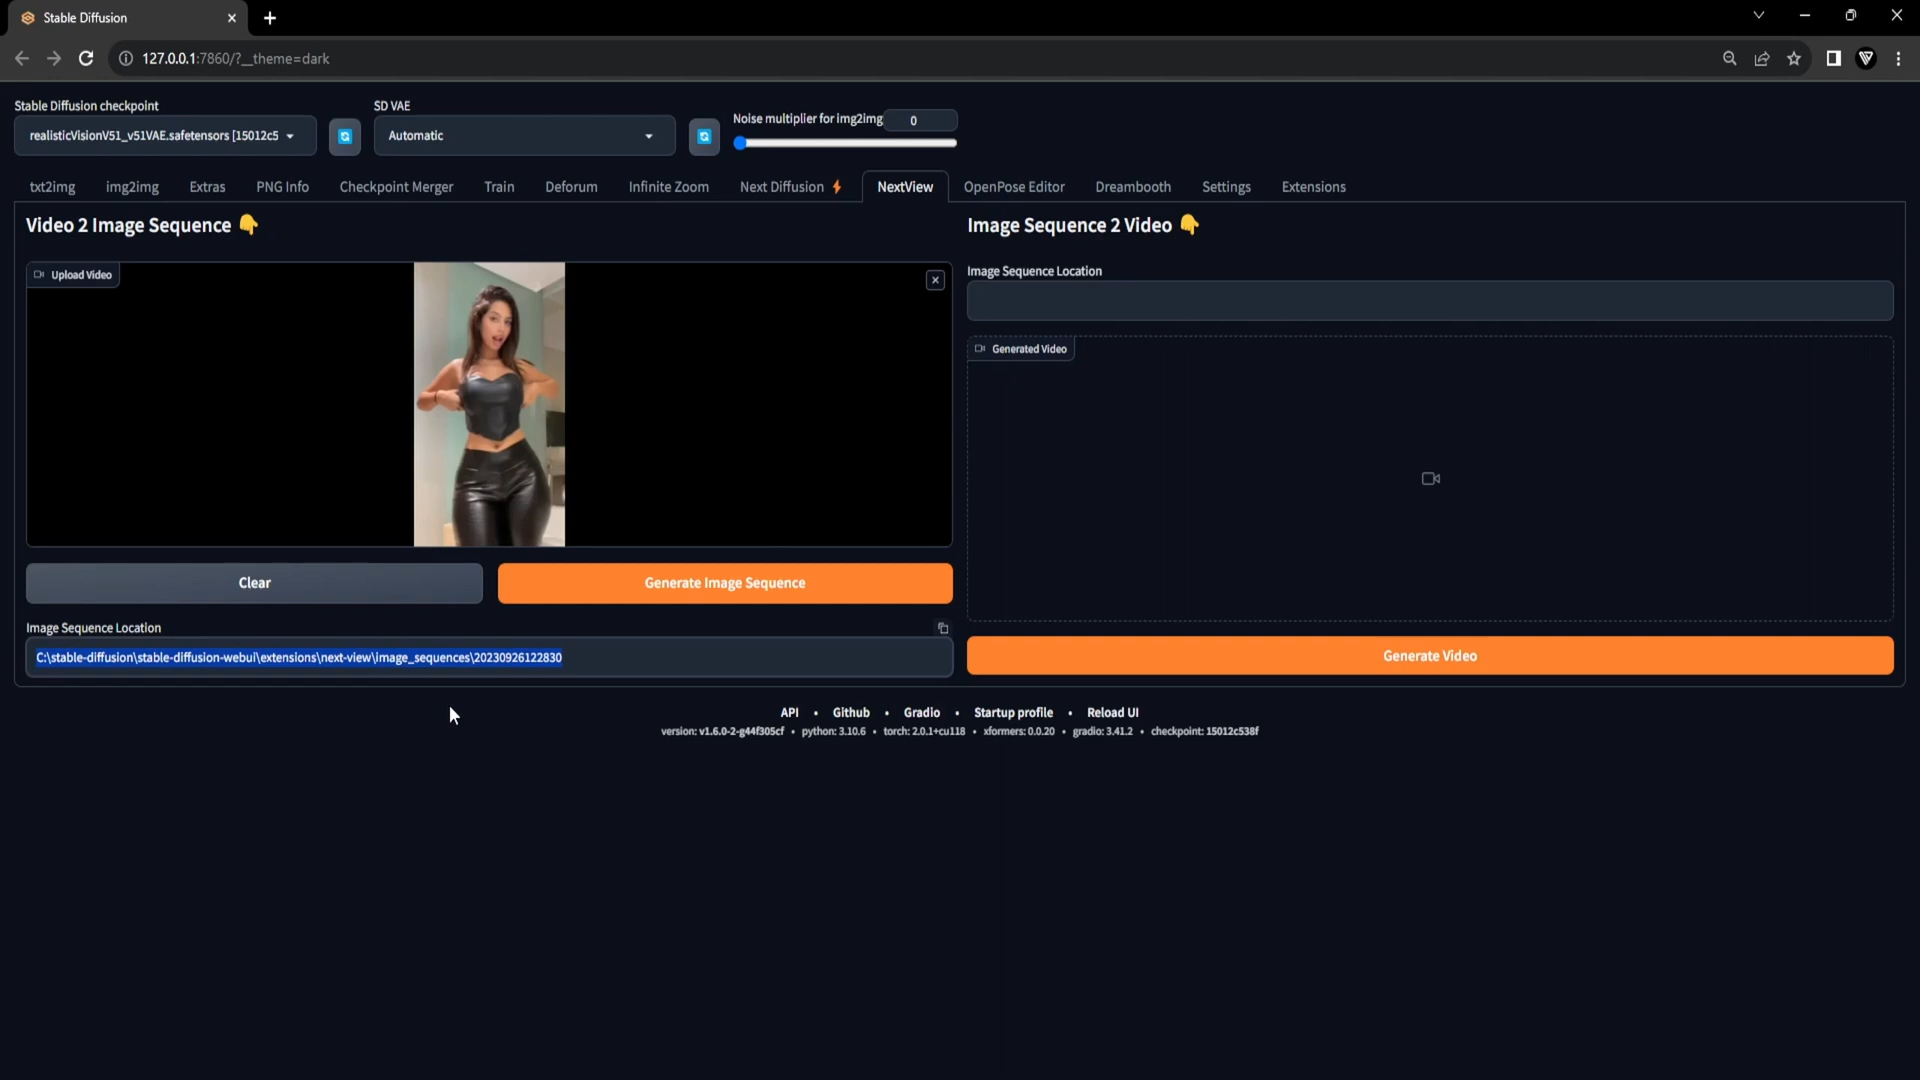 Stable Diffusion
127.0.0.1:7860/?__theme=dark
Stable Diffusion checkpoint
SD VAE
Noise multiplier for img2img
0
realisticVisionV51_v51VAE.safetensors [15012c5
Automatic
txt2img
img2img
Extras
PNG Info
Checkpoint Merger
Train
Deforum
Infinite Zoom
Next Diffusion ⚡
NextView
OpenPose Editor
Dreambooth
Settings
Extensions
Video 2 Image Sequence 👇
Image Sequence 2 Video 👇
Upload Video
Image Sequence Location
Generated Video
Clear
Generate Image Sequence
Image Sequence Location
C:\stable-diffusion\stable-diffusion-webui\extensions\next-view\image_sequences\20230926122830
Generate Video
API • Github • Gradio • Startup profile • Reload UI
version: v1.6.0-2-g44f305cf • python: 3.10.6 • torch: 2.0.1+cu118 • xformers: 0.0.20 • gradio: 3.41.2 • checkpoint: 15012c538f